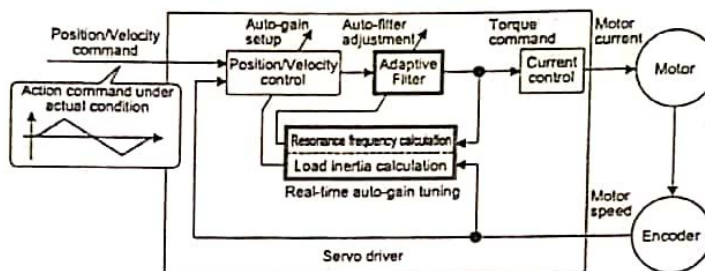 Position/Velocity
command
Auto-gain
setup
Auto-filter
adjustment
Torque
command
Motor
current
Position/Velocity
control
Adaptive
Filter
Current
control
Motor
Action command under
actual condition
Resonance frequency calculation
Load inertia calculation
Real-time auto-gain tuning
Motor
speed
Encoder
Servo driver